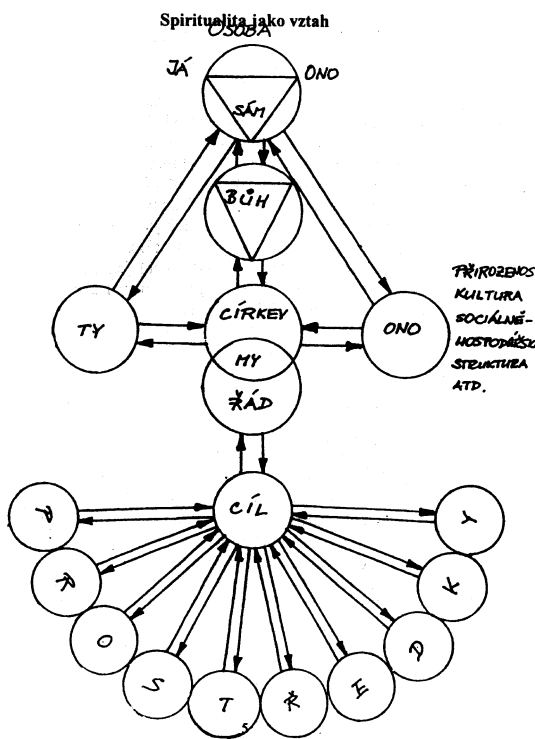 Spiritualita jako vztah
OSOBA
JÁ
ONO
SÁM
BŮH
TY
CÍRKEV
MY
ŘÁD
ONO
PŘIROZENOS
KULTURA
SOCIÁLNĚ-
HOSPODÁŘSK
STRUKTURA
ATD.
CÍL
P
R
O
S
T
Ř
E
D
K
Y
5